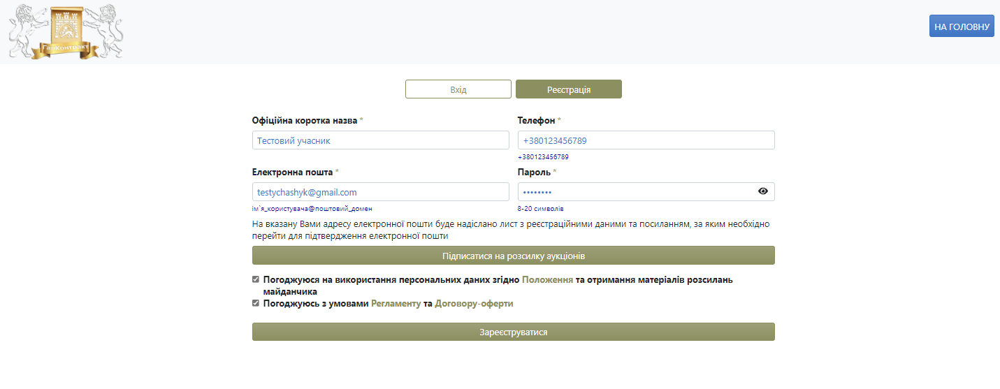 Галконтракт
НА ГОЛОВНУ
Вхід
Реєстрація
Офіційна коротка назва *
Телефон *
Тестовий учасник
+380123456789
+380123456789
Електронна пошта *
Пароль *
testychashyk@gmail.com
••••••••
ім`я_користувача@поштовий_домен
8-20 символів
На вказану Вами адресу електронної пошти буде надіслано лист з реєстраційними даними та посиланням, за яким необхідно
перейти для підтвердження електронної пошти
Підписатися на розсилку аукціонів
Погоджуюся на використання персональних даних згідно Положення та отримання матеріалів розсилань
майданчика
Погоджуюсь з умовами Регламенту та Договору-оферти
Зареєструватися